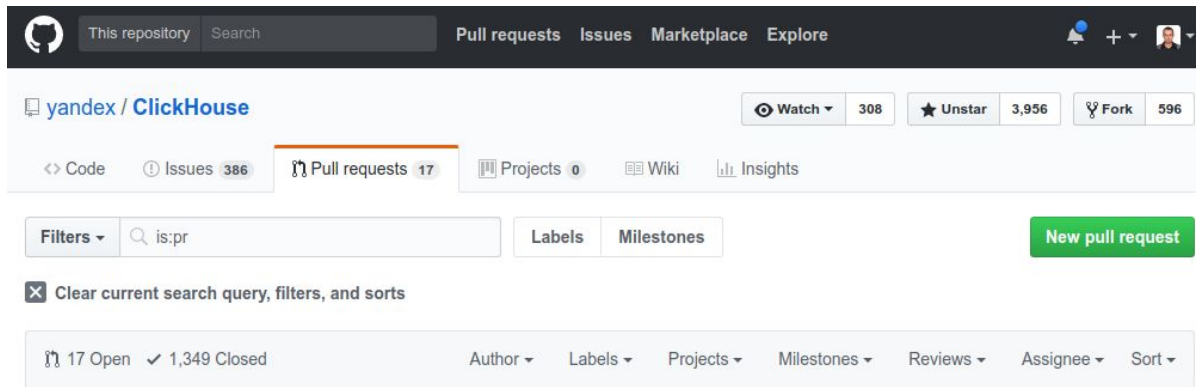 This repository Search Pull requests Issues Marketplace Explore
yandex / ClickHouse Watch 308 Unstar 3,956 Fork 596
<> Code Issues 386 Pull requests 17 Projects 0 Wiki Insights
Filters is:pr Labels Milestones New pull request
Clear current search query, filters, and sorts
17 Open 1,349 Closed Author Labels Projects Milestones Reviews Assignee Sort